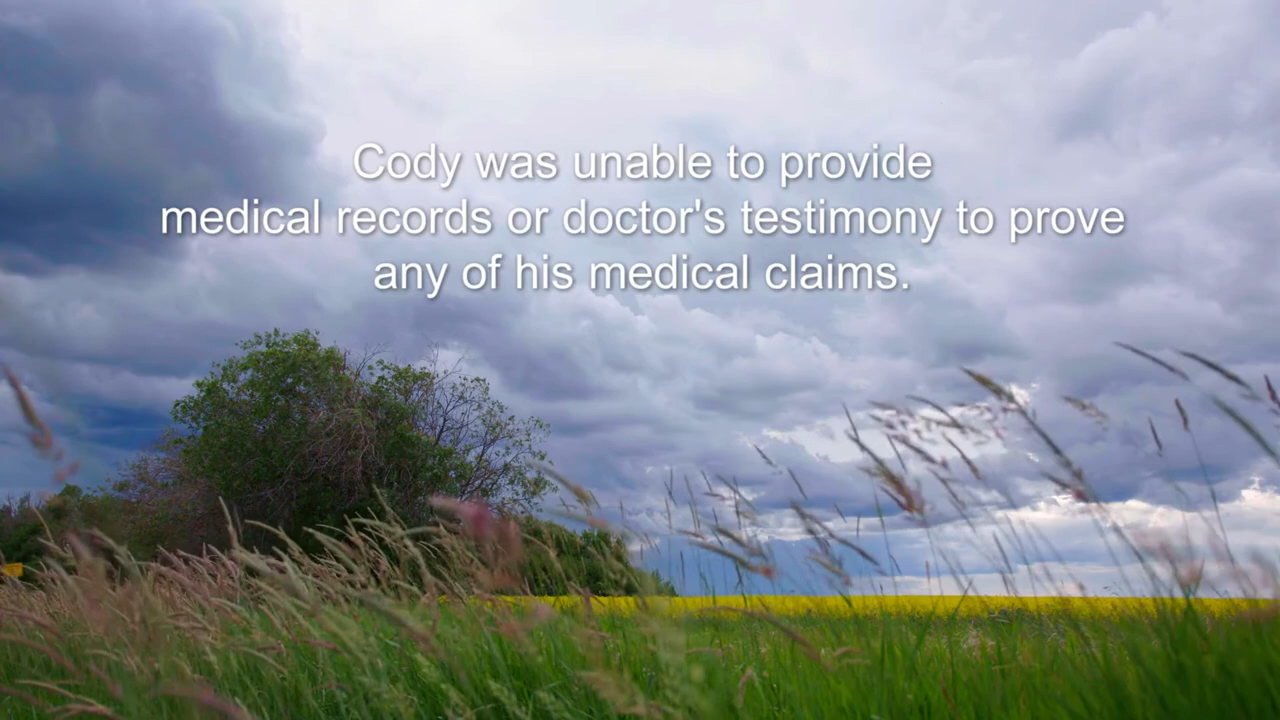 Cody was unable to provide
medical records or doctor's testimony to prove
any of his medical claims.